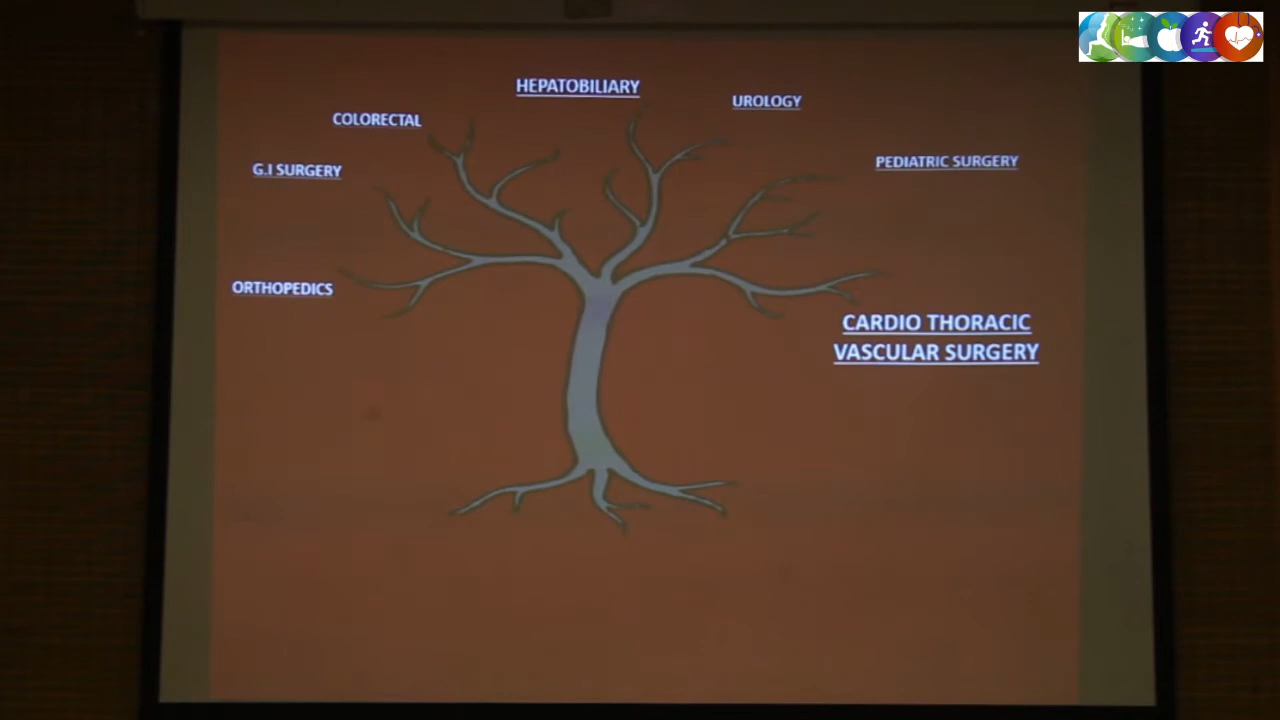 HEPATOBILIARY
UROLOGY
COLORECTAL
PEDIATRIC SURGERY
G.I SURGERY
ORTHOPEDICS
CARDIO THORACIC
VASCULAR SURGERY